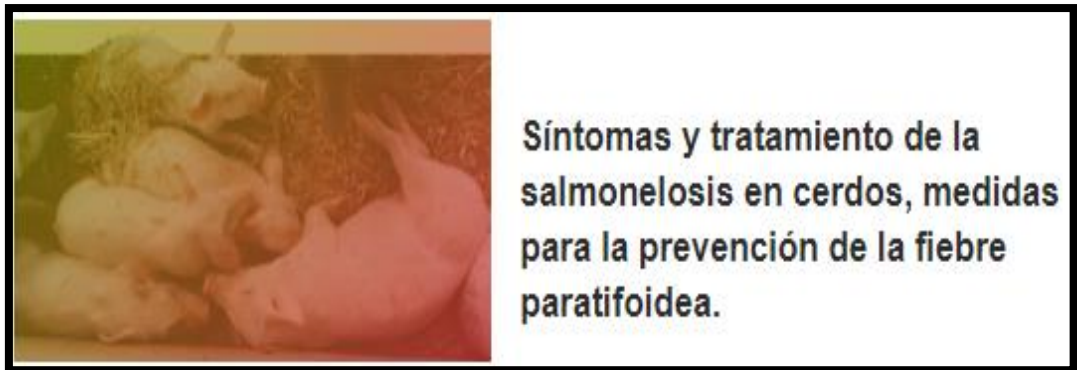 Síntomas y tratamiento de la
salmonelosis en cerdos, medidas
para la prevención de la fiebre
paratifoidea.